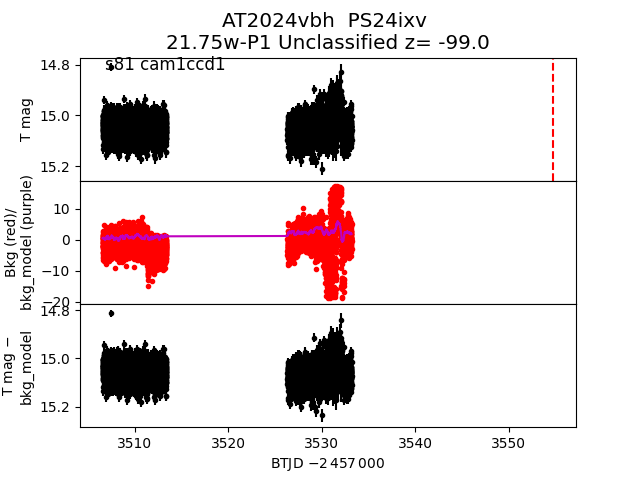 AT2024vbh  PS24ixv
21.75w-P1 Unclassified z= -99.0
s81 cam1ccd1
14.8
15.0
15.2
T mag
10
0
−10
−20
Bkg (red)/
bkg_model (purple)
14.8
15.0
15.2
T mag −
bkg_model
3510
3520
3530
3540
3550
BTJD −2 457 000